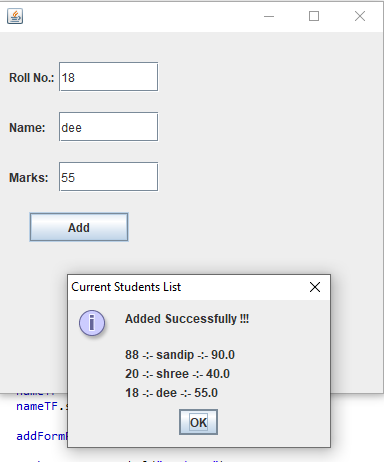 Roll No.: 18
Name: dee
Marks: 55
Add
Current Students List
Added Successfully !!!
88 -:- sandip -:- 90.0
20 -:- shree -:- 40.0
18 -:- dee -:- 55.0
OK
nameTF.s
addFormP